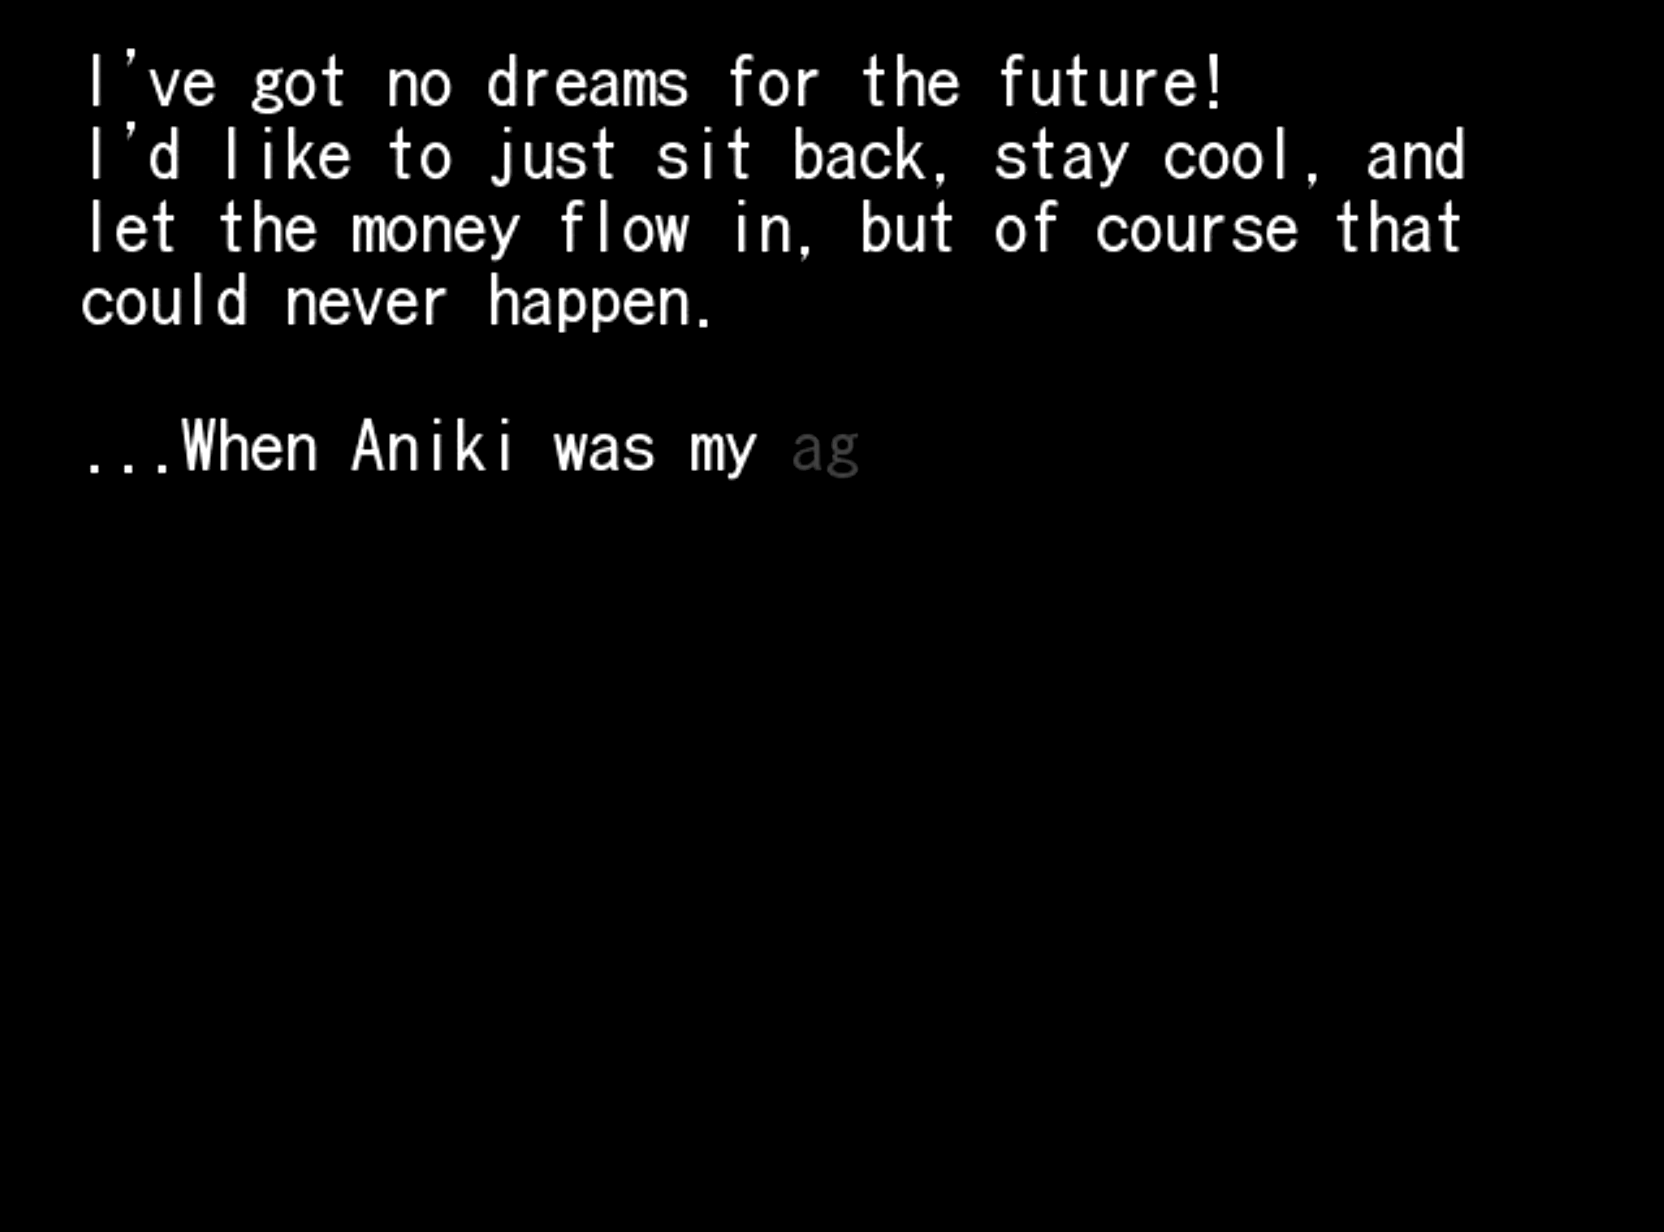 I've got no dreams for the future!
I'd like to just sit back, stay cool, and
let the money flow in, but of course that
could never happen.
...When Aniki was my ag